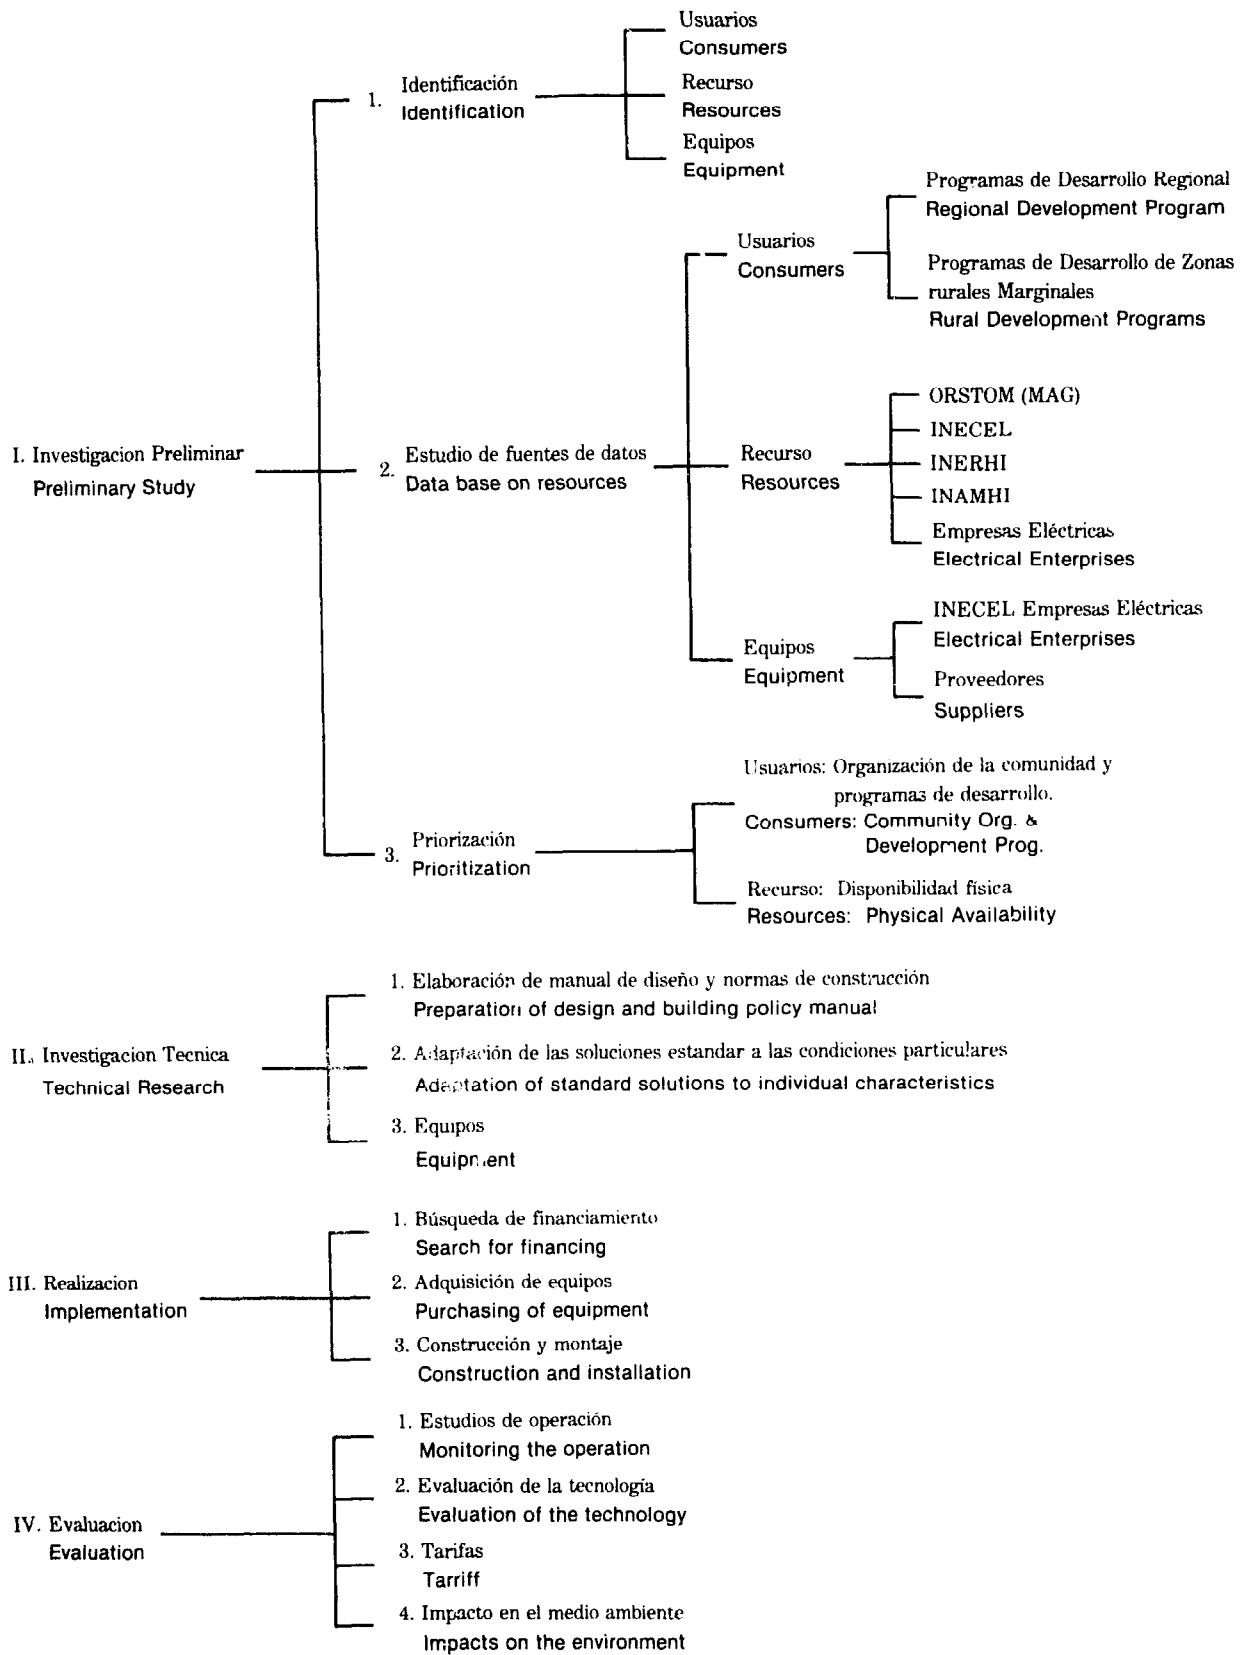 Usuarios
Consumers
1. Identificación
Identification
Recurso
Resources
Equipos
Equipment
Programas de Desarrollo Regional
Regional Development Program
Usuarios
Consumers
Programas de Desarrollo de Zonas
rurales Marginales
Rural Development Programs
I. Investigacion Preliminar
Preliminary Study
2. Estudio de fuentes de datos
Data base on resources
Recurso
Resources
ORSTOM (MAG)
INECEL
INERHI
INAMHI
Empresas Eléctricas
Electrical Enterprises
Equipos
Equipment
INECEL Empresas Eléctricas
Electrical Enterprises
Proveedores
Suppliers
3. Priorización
Prioritization
Usuarios: Organización de la comunidad y
programas de desarrollo.
Consumers: Community Org. &
Development Prog.
Recurso: Disponibilidad física
Resources: Physical Availability
II. Investigacion Tecnica
Technical Research
1. Elaboración de manual de diseño y normas de construcción
Preparation of design and building policy manual
2. Adaptación de las soluciones estandar a las condiciones particulares
Adaptation of standard solutions to individual characteristics
3. Equipos
Equipment
III. Realizacion
Implementation
1. Búsqueda de financiamiento
Search for financing
2. Adquisición de equipos
Purchasing of equipment
3. Construcción y montaje
Construction and installation
IV. Evaluacion
Evaluation
1. Estudios de operación
Monitoring the operation
2. Evaluación de la tecnología
Evaluation of the technology
3. Tarifas
Tarriff
4. Impacto en el medio ambiente
Impacts on the environment